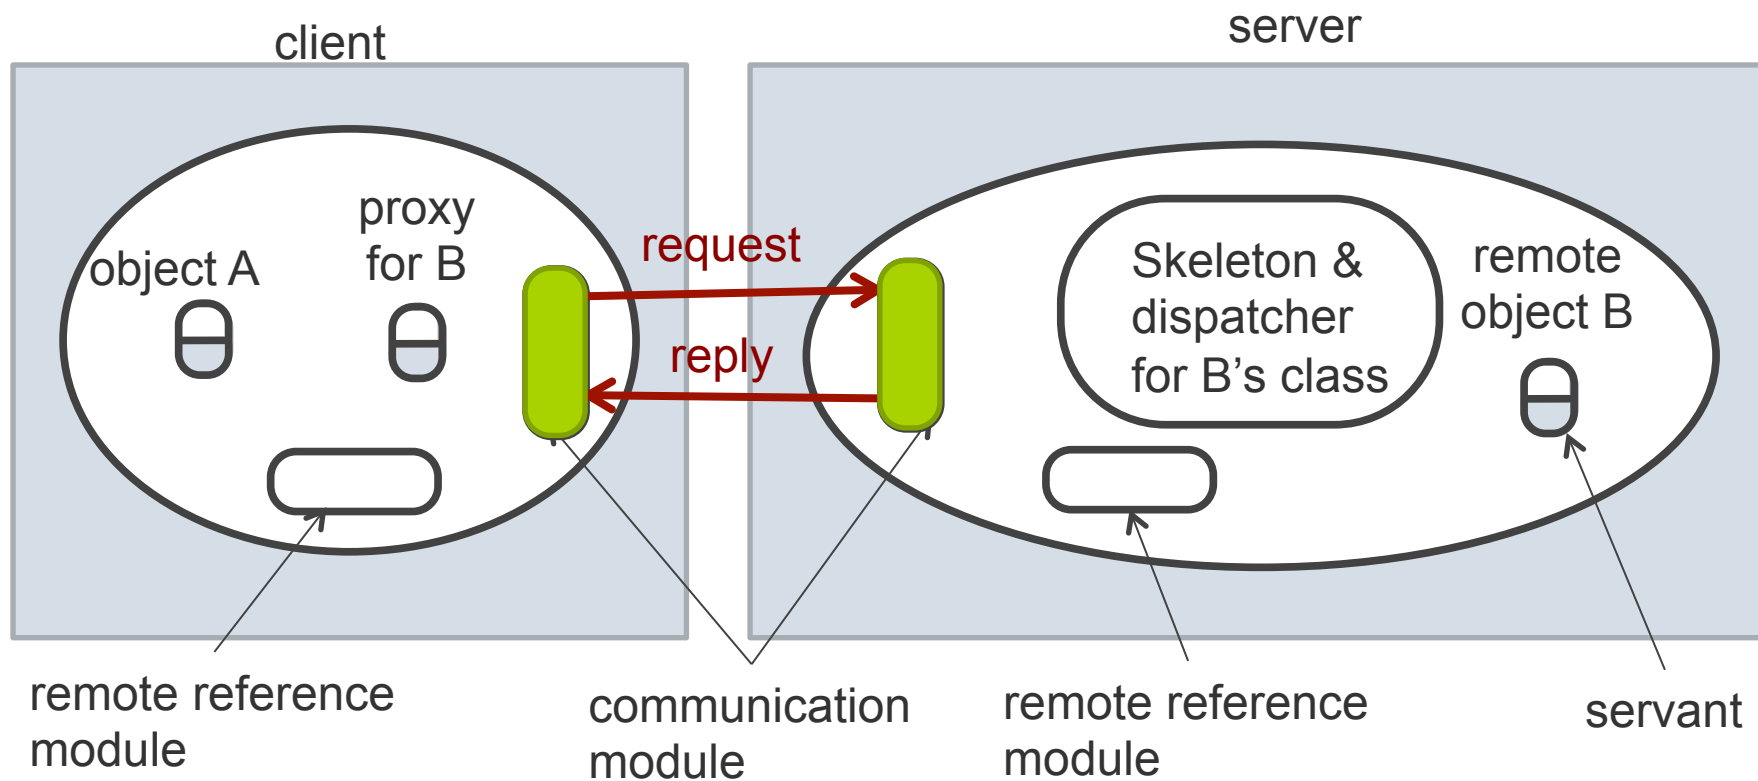 client
server
proxy
for B
object A
request
reply
Skeleton &
dispatcher
for B’s class
remote
object B
remote reference
module
communication
module
remote reference
module
servant